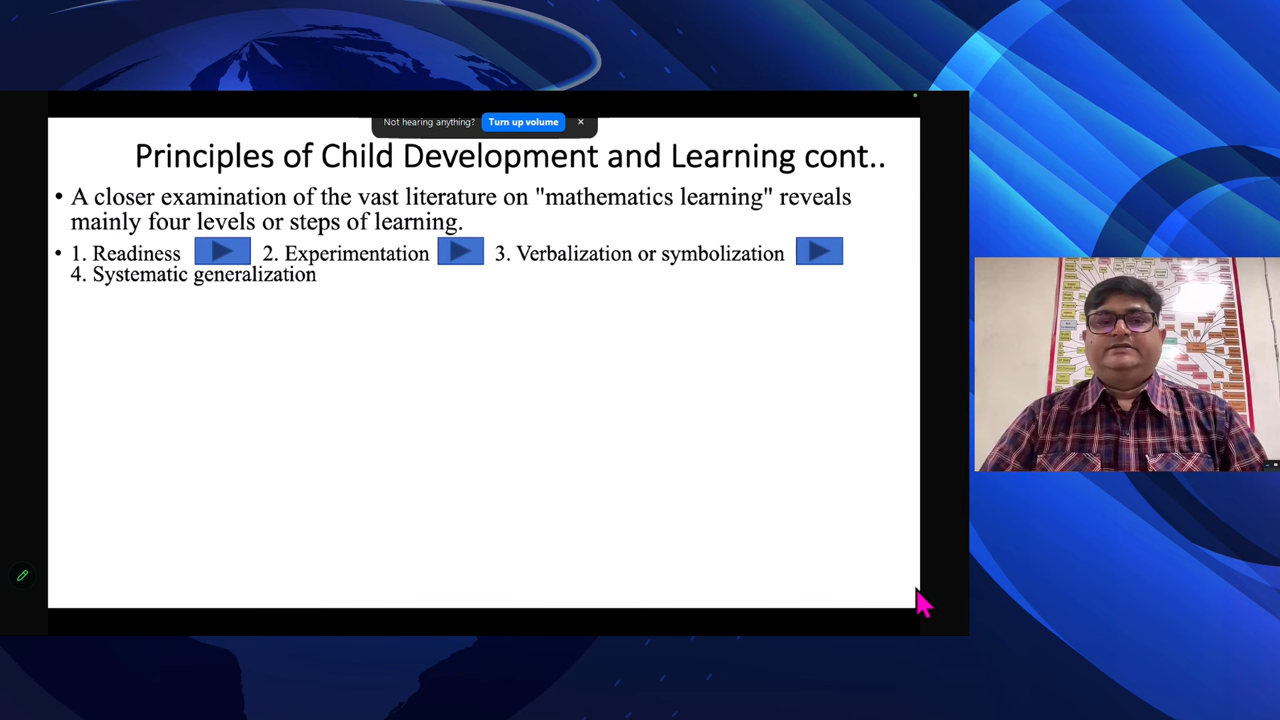 Not hearing anything? Turn up volume
Principles of Child Development and Learning cont..
• A closer examination of the vast literature on "mathematics learning" reveals
mainly four levels or steps of learning.
• 1. Readiness 2. Experimentation 3. Verbalization or symbolization
4. Systematic generalization